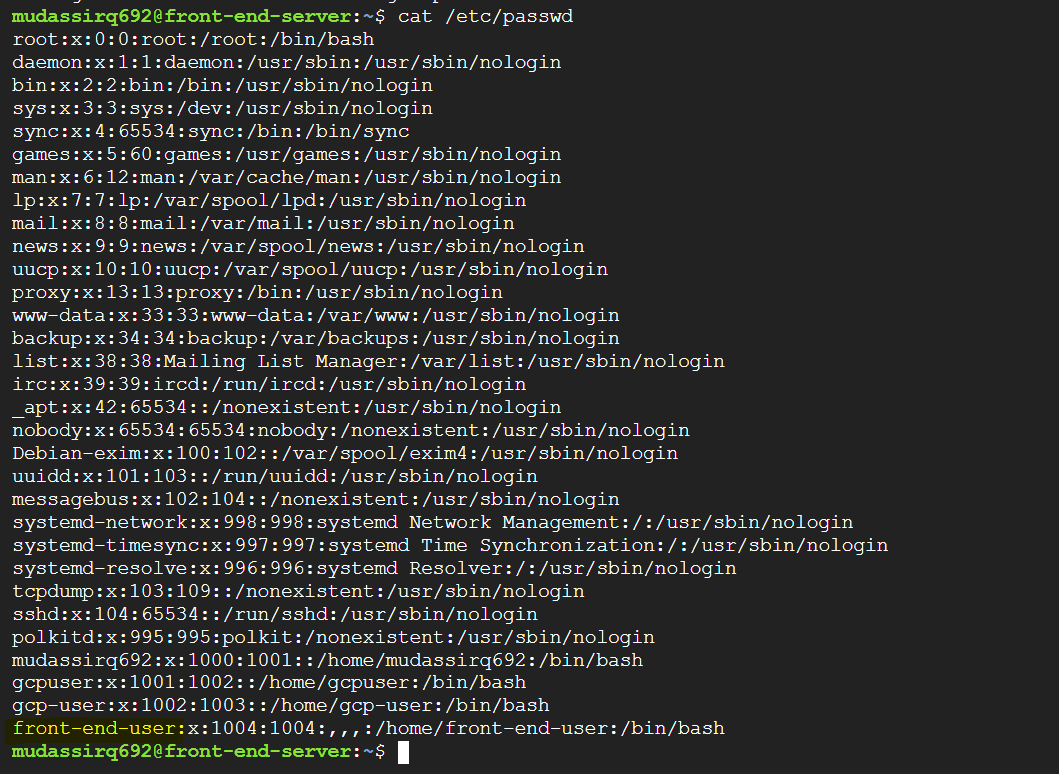 mudassirq692@front-end-server:~$ cat /etc/passwd
root:x:0:0:root:/root:/bin/bash
daemon:x:1:1:daemon:/usr/sbin:/usr/sbin/nologin
bin:x:2:2:bin:/bin:/usr/sbin/nologin
sys:x:3:3:sys:/dev:/usr/sbin/nologin
sync:x:4:65534:sync:/bin:/bin/sync
games:x:5:60:games:/usr/games:/usr/sbin/nologin
man:x:6:12:man:/var/cache/man:/usr/sbin/nologin
lp:x:7:7:lp:/var/spool/lpd:/usr/sbin/nologin
mail:x:8:8:mail:/var/mail:/usr/sbin/nologin
news:x:9:9:news:/var/spool/news:/usr/sbin/nologin
uucp:x:10:10:uucp:/var/spool/uucp:/usr/sbin/nologin
proxy:x:13:13:proxy:/bin:/usr/sbin/nologin
www-data:x:33:33:www-data:/var/www:/usr/sbin/nologin
backup:x:34:34:backup:/var/backups:/usr/sbin/nologin
list:x:38:38:Mailing List Manager:/var/list:/usr/sbin/nologin
irc:x:39:39:ircd:/run/ircd:/usr/sbin/nologin
_apt:x:42:65534::/nonexistent:/usr/sbin/nologin
nobody:x:65534:65534:nobody:/nonexistent:/usr/sbin/nologin
Debian-exim:x:100:102::/var/spool/exim4:/usr/sbin/nologin
uuidd:x:101:103::/run/uuidd:/usr/sbin/nologin
messagebus:x:102:104::/nonexistent:/usr/sbin/nologin
systemd-network:x:998:998:systemd Network Management:/:/usr/sbin/nologin
systemd-timesync:x:997:997:systemd Time Synchronization:/:/usr/sbin/nologin
systemd-resolve:x:996:996:systemd Resolver:/:/usr/sbin/nologin
tcpdump:x:103:109::/nonexistent:/usr/sbin/nologin
sshd:x:104:65534::/run/sshd:/usr/sbin/nologin
polkitd:x:995:995:polkit:/nonexistent:/usr/sbin/nologin
mudassirq692:x:1000:1001::/home/mudassirq692:/bin/bash
gcpuser:x:1001:1002::/home/gcpuser:/bin/bash
gcp-user:x:1002:1003::/home/gcp-user:/bin/bash
front-end-user:x:1004:1004:,,,:/home/front-end-user:/bin/bash
mudassirq692@front-end-server:~$